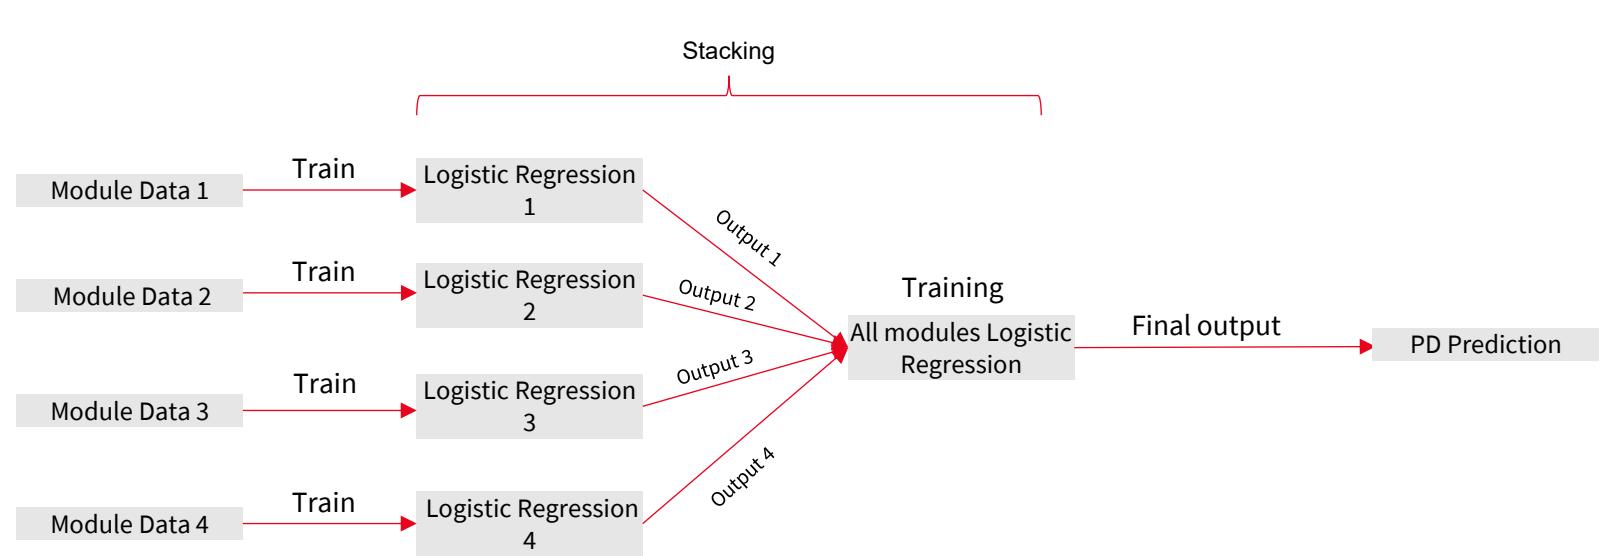 Stacking
Train
Module Data 1
Logistic Regression
1
Output 1
Train
Module Data 2
Logistic Regression
2
Output 2
Training
All modules Logistic
Regression
Final output
PD Prediction
Train
Module Data 3
Logistic Regression
3
Output 3
Train
Module Data 4
Logistic Regression
4
Output 4